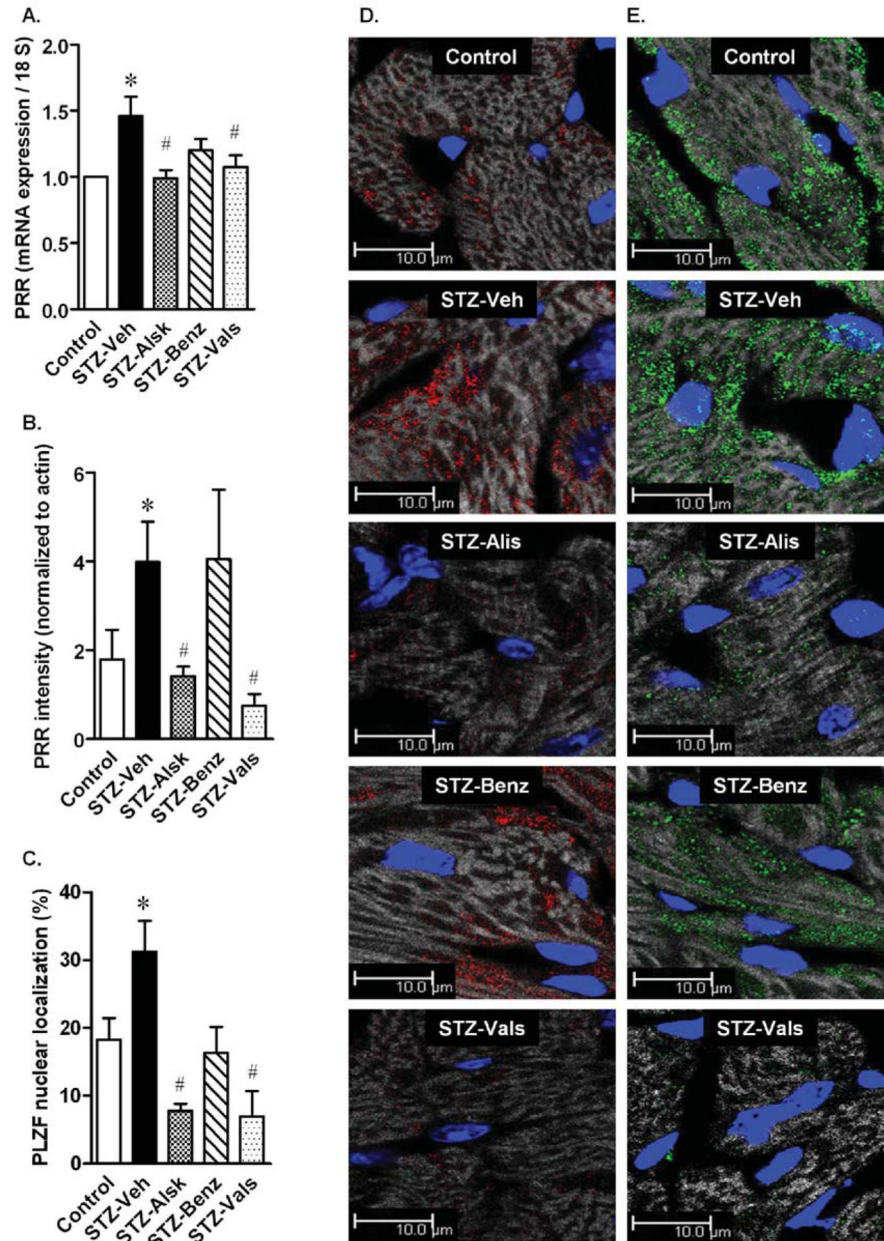 A.
PRR (mRNA expression / 18 S)
2.0
1.5
1.0
0.5
0.0
*
#
#
Control
STZ-Veh
STZ-Alsk
STZ-Benz
STZ-Vals
B.
PRR intensity (normalized to actin)
6
4
2
0
*
#
#
Control
STZ-Veh
STZ-Alsk
STZ-Benz
STZ-Vals
C.
PLZF nuclear localization (%)
40
30
20
10
0
*
#
#
Control
STZ-Veh
STZ-Alsk
STZ-Benz
STZ-Vals
D.
Control
10.0 µm
STZ-Veh
10.0 µm
STZ-Alis
10.0 µm
STZ-Benz
10.0 µm
STZ-Vals
10.0 µm
E.
Control
10.0 µm
STZ-Veh
10.0 µm
STZ-Alis
10.0 µm
STZ-Benz
10.0 µm
STZ-Vals
10.0 µm